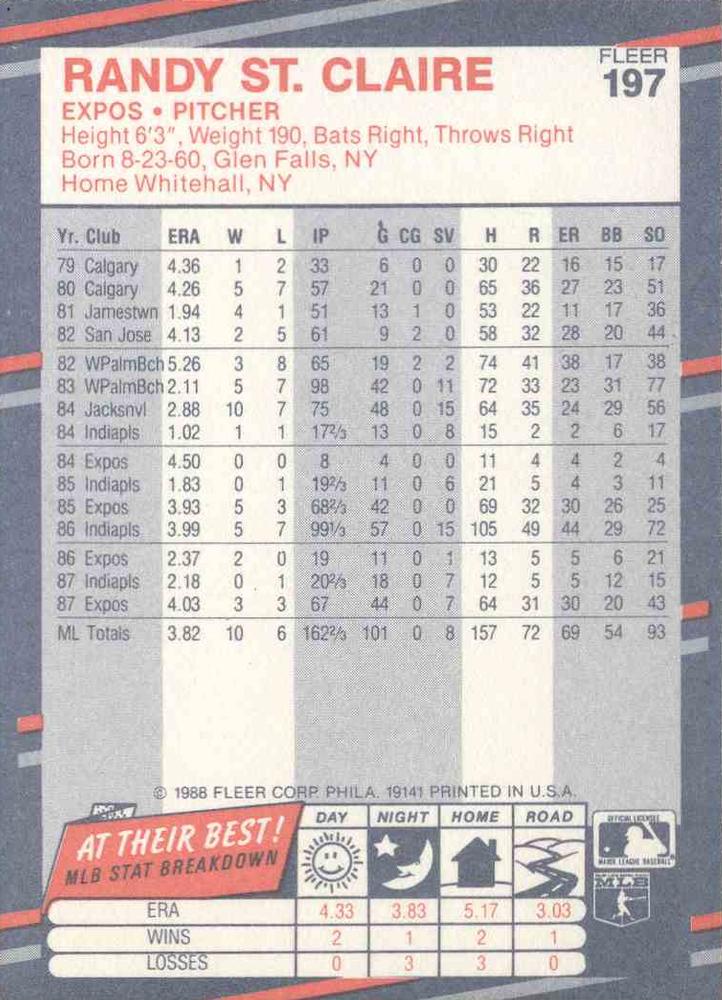 FLEER
RANDY ST. CLAIRE 197
EXPOS • PITCHER
Height 6'3", Weight 190, Bats Right, Throws Right
Born 8-23-60, Glen Falls, NY
Home Whitehall, NY
Yr. Club ERA W L IP G CG SV H R ER BB SO
79 Calgary 4.36 1 2 33 6 0 0 30 22 16 15 17
80 Calgary 4.26 5 7 57 21 0 0 65 36 27 23 51
81 Jamestwn 1.94 4 1 51 13 1 0 53 22 11 17 36
82 San Jose 4.13 2 5 61 9 2 0 58 32 28 20 44
82 WPalmBch 5.26 3 8 65 19 2 2 74 41 38 17 38
83 WPalmBch 2.11 5 7 98 42 0 11 72 33 23 31 77
84 Jacksnvl 2.88 10 7 75 48 0 15 64 35 24 29 56
84 Indiapls 1.02 1 1 17⅔ 13 0 8 15 2 2 6 17
84 Expos 4.50 0 0 8 4 0 0 11 4 4 2 4
85 Indiapls 1.83 0 1 19⅔ 11 0 6 21 5 4 3 11
85 Expos 3.93 5 3 68⅔ 42 0 0 69 32 30 26 25
86 Indiapls 3.99 5 7 99⅓ 57 0 15 105 49 44 29 72
86 Expos 2.37 2 0 19 11 0 1 13 5 5 6 21
87 Indiapls 2.18 0 1 20⅔ 18 0 7 12 5 5 12 15
87 Expos 4.03 3 3 67 44 0 7 64 31 30 20 43
ML Totals 3.82 10 6 162⅔ 101 0 8 157 72 69 54 93
© 1988 FLEER CORP. PHILA. 19141 PRINTED IN U.S.A.
AT THEIR BEST!
MLB STAT BREAKDOWN
DAY NIGHT HOME ROAD
ERA 4.33 3.83 5.17 3.03
WINS 2 1 2 1
LOSSES 0 3 3 0
OFFICIAL LICENSEE
MAJOR LEAGUE BASEBALL
MLB